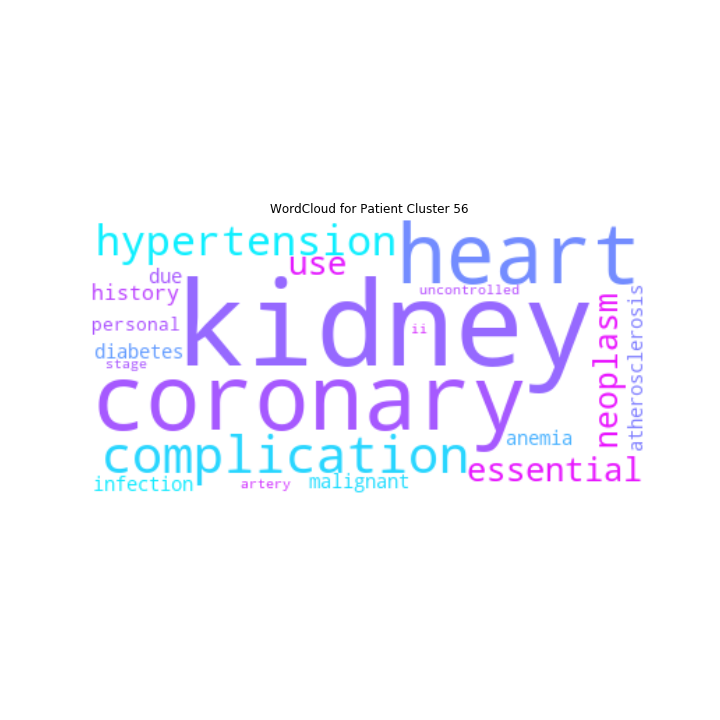 WordCloud for Patient Cluster 56
hypertension
heart
use
due
history
uncontrolled
kidney
ii
personal
diabetes
stage
neoplasm
atherosclerosis
coronary
complication
anemia
essential
infection
artery
malignant